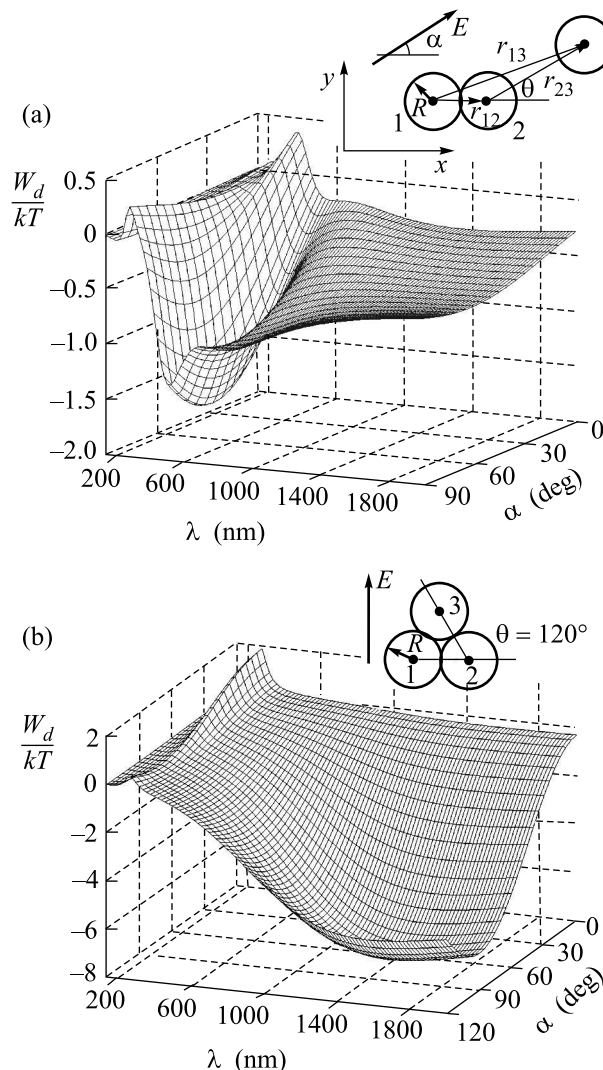 E
α
r13
y
θ
r23
(a)
R
r12
1
2
x
Wd
kT
0.5
0
−0.5
−1.0
−1.5
−2.0
200
600
1000
1400
1800
90
60
30
0
λ (nm)
α (deg)
(b)
E
3
θ = 120°
R
1
2
Wd
kT
2
0
−2
−4
−6
−8
200
600
1000
1400
1800
120
90
60
30
0
λ (nm)
α (deg)